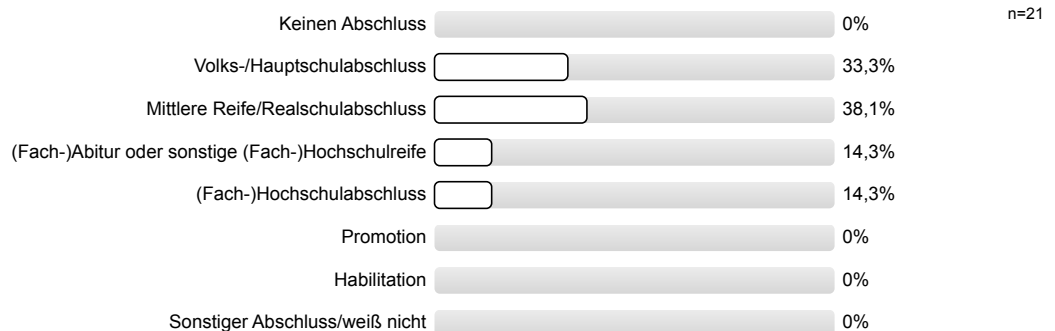 Keinen Abschluss 0% n=21
Volks-/Hauptschulabschluss 33,3%
Mittlere Reife/Realschulabschluss 38,1%
(Fach-)Abitur oder sonstige (Fach-)Hochschulreife 14,3%
(Fach-)Hochschulabschluss 14,3%
Promotion 0%
Habilitation 0%
Sonstiger Abschluss/weiß nicht 0%